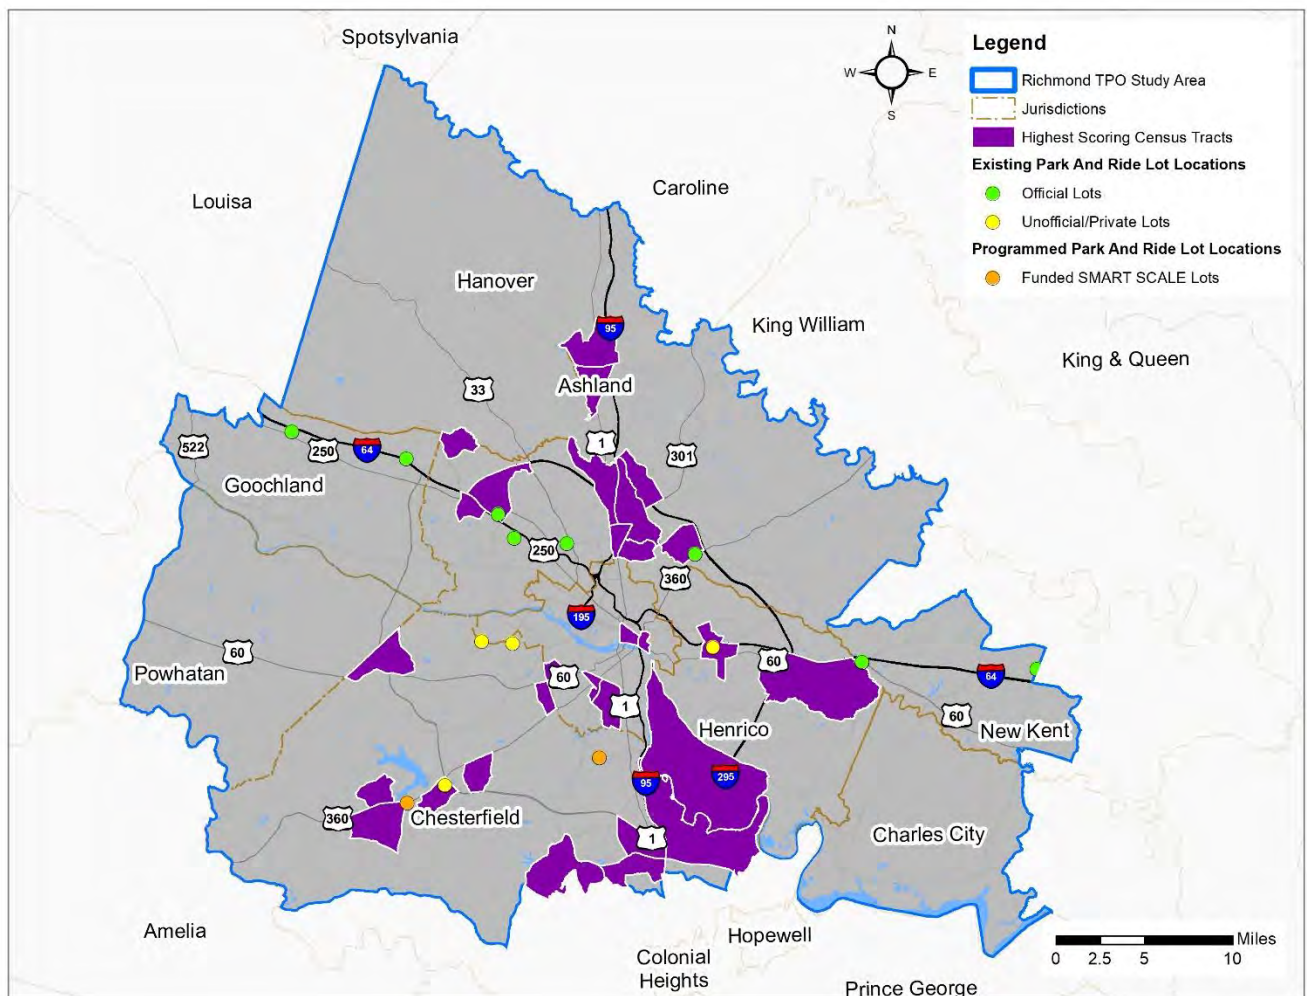 Spotsylvania
N
W
E
S
Legend
Richmond TPO Study Area
Jurisdictions
Highest Scoring Census Tracts
Existing Park And Ride Lot Locations
Official Lots
Unofficial/Private Lots
Programmed Park And Ride Lot Locations
Funded SMART SCALE Lots
Louisa
Caroline
Hanover
95
King William
King & Queen
33
Ashland
522
250
64
1
301
Goochland
250
360
195
60
Powhatan
60
60
1
Henrico
64
60
New Kent
95
295
360
Chesterfield
1
Charles City
Amelia
Hopewell
Colonial
Heights
Prince George
Miles
0 2.5 5 10